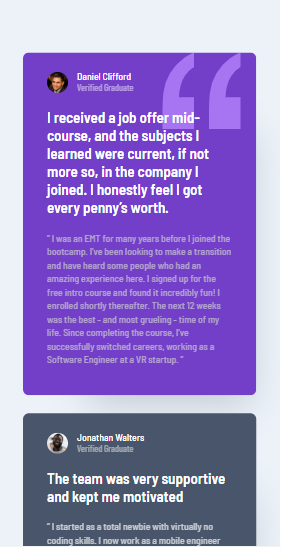 Daniel Clifford
Verified Graduate
I received a job offer mid-
course, and the subjects I
learned were current, if not
more so, in the company I
joined. I honestly feel I got
every penny’s worth.
“ I was an EMT for many years before I joined the
bootcamp. I’ve been looking to make a transition
and have heard some people who had an
amazing experience here. I signed up for the
free intro course and found it incredibly fun! I
enrolled shortly thereafter. The next 12 weeks
was the best - and most grueling - time of my
life. Since completing the course, I’ve
successfully switched careers, working as a
Software Engineer at a VR startup. ”
Jonathan Walters
Verified Graduate
The team was very supportive
and kept me motivated
“ I started as a total newbie with virtually no
coding skills. I now work as a mobile engineer